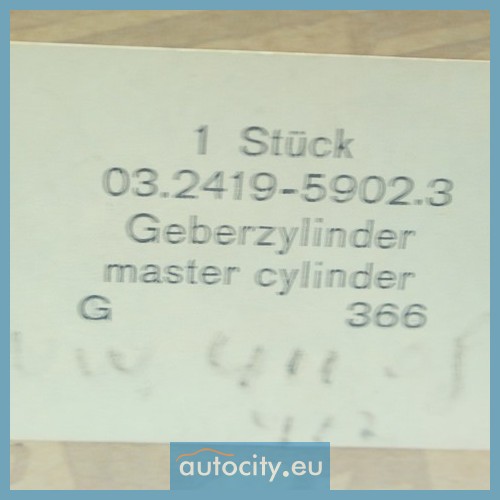 1 Stück
03.2419-5902.3
Geberzylinder
master cylinder
G 366
autocity.eu